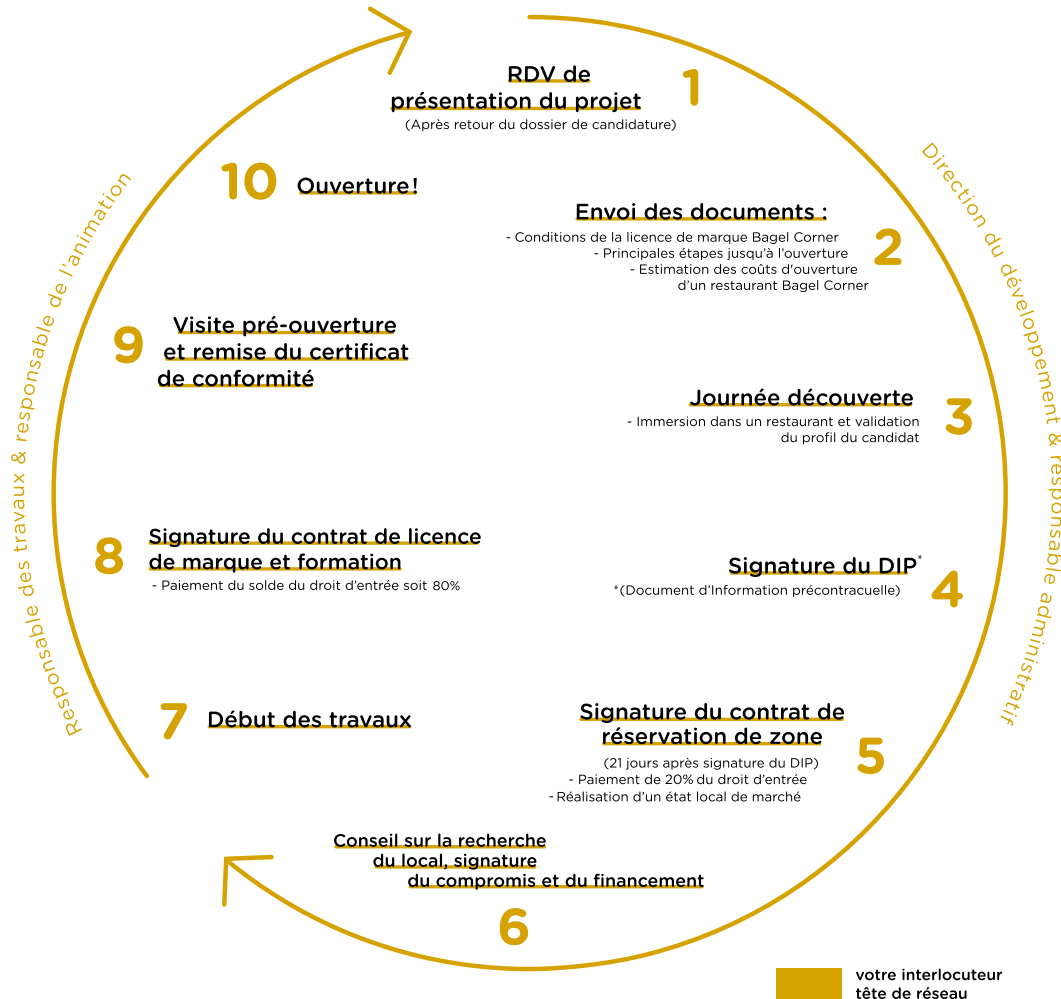 RDV de
présentation du projet
(Après retour du dossier de candidature)
1
Envoi des documents :
- Conditions de la licence de marque Bagel Corner
- Principales étapes jusqu'à l'ouverture
- Estimation des coûts d'ouverture
d'un restaurant Bagel Corner
2
Journée découverte
- Immersion dans un restaurant et validation
du profil du candidat
3
Signature du DIP*
*(Document d'Information précontracuelle)
4
Signature du contrat de
réservation de zone
(21 jours après signature du DIP)
- Paiement de 20% du droit d'entrée
- Réalisation d'un état local de marché
5
Conseil sur la recherche
du local, signature
du compromis et du financement
6
7
Début des travaux
8
Signature du contrat de licence
de marque et formation
- Paiement du solde du droit d'entrée soit 80%
9
Visite pré-ouverture
et remise du certificat
de conformité
10
Ouverture!
Direction du développement & responsable administratif
Responsable des travaux & responsable de l'animation
votre interlocuteur
tête de réseau